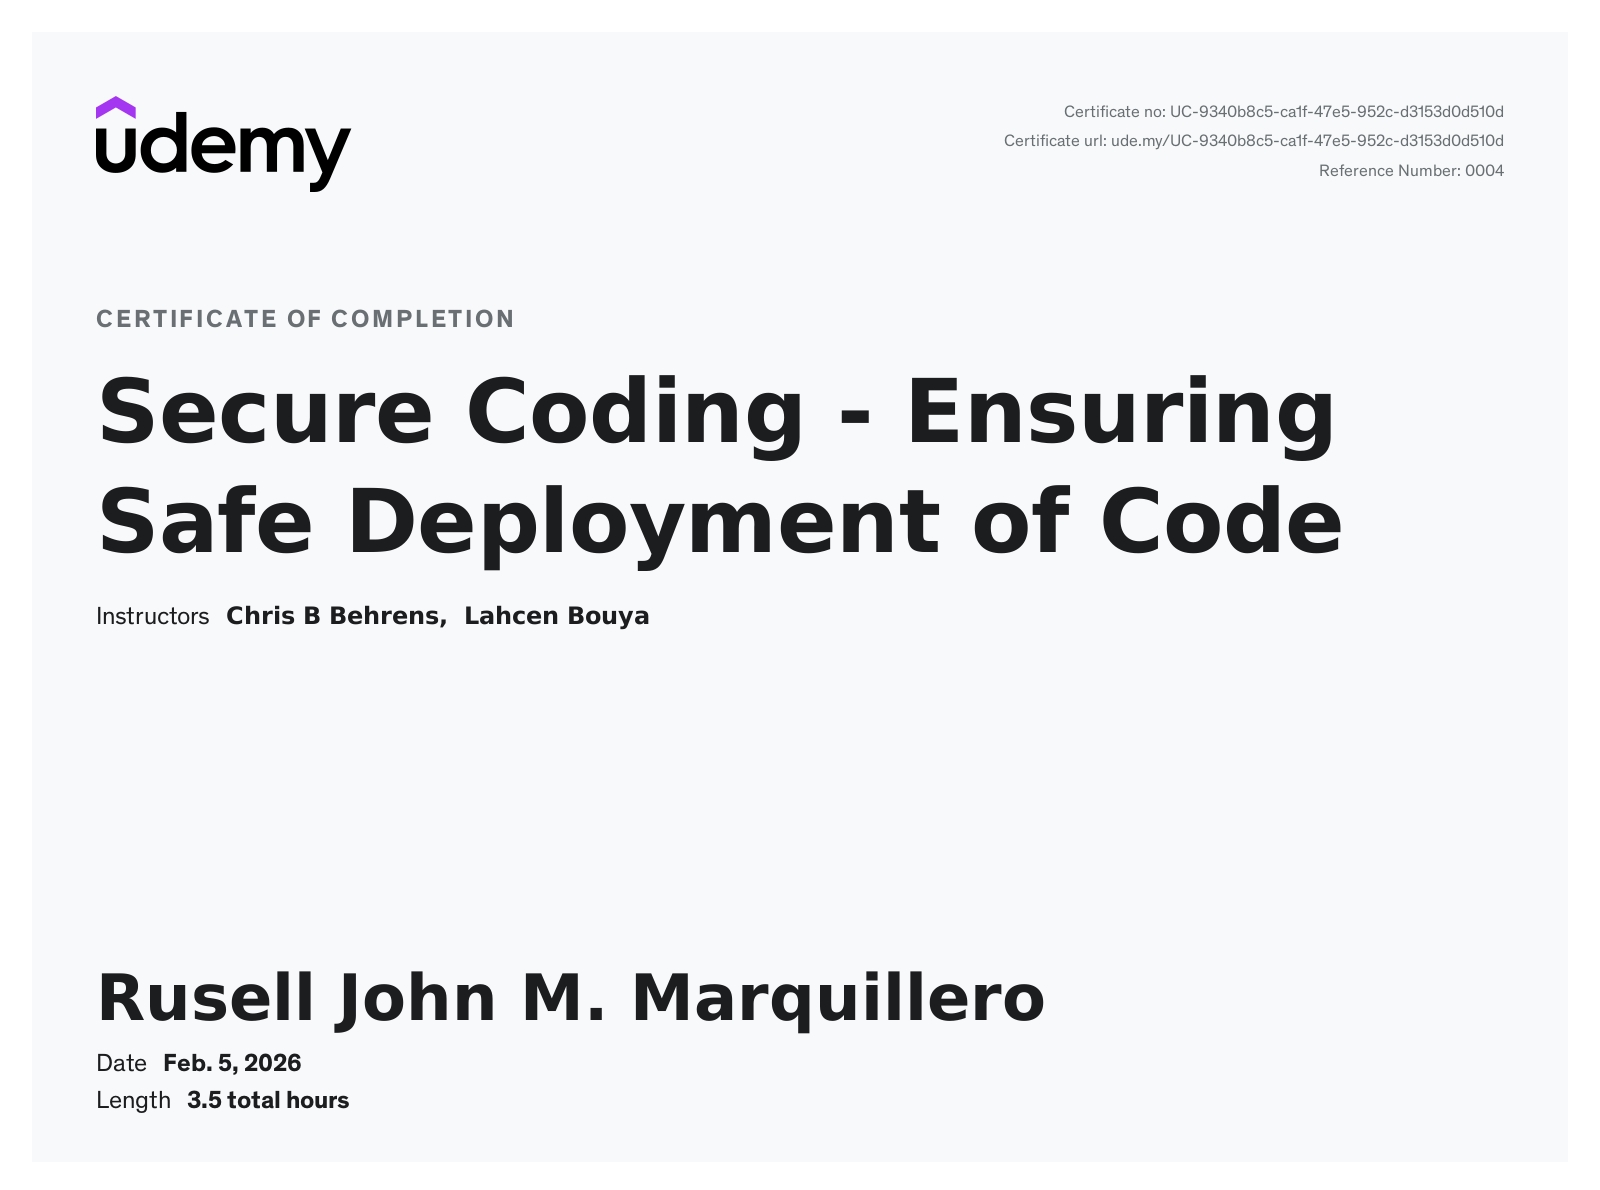 udemy
Certificate no: UC-9340b8c5-ca1f-47e5-952c-d3153d0d510d
Certificate url: ude.my/UC-9340b8c5-ca1f-47e5-952c-d3153d0d510d
Reference Number: 0004
CERTIFICATE OF COMPLETION
Secure Coding - Ensuring
Safe Deployment of Code
Instructors Chris B Behrens, Lahcen Bouya
Rusell John M. Marquillero
Date Feb. 5, 2026
Length 3.5 total hours